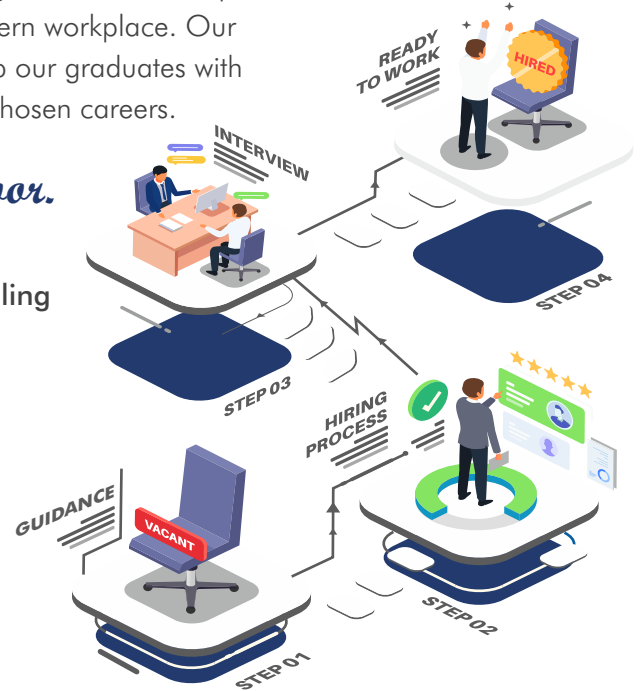 ern workplace. Our
our graduates with
hosen careers.
or.
ling
READY
TO WORK
HIRED
INTERVIEW
STEP 04
STEP 03
HIRING
PROCESS
GUIDANCE
VACANT
STEP 02
STEP 01